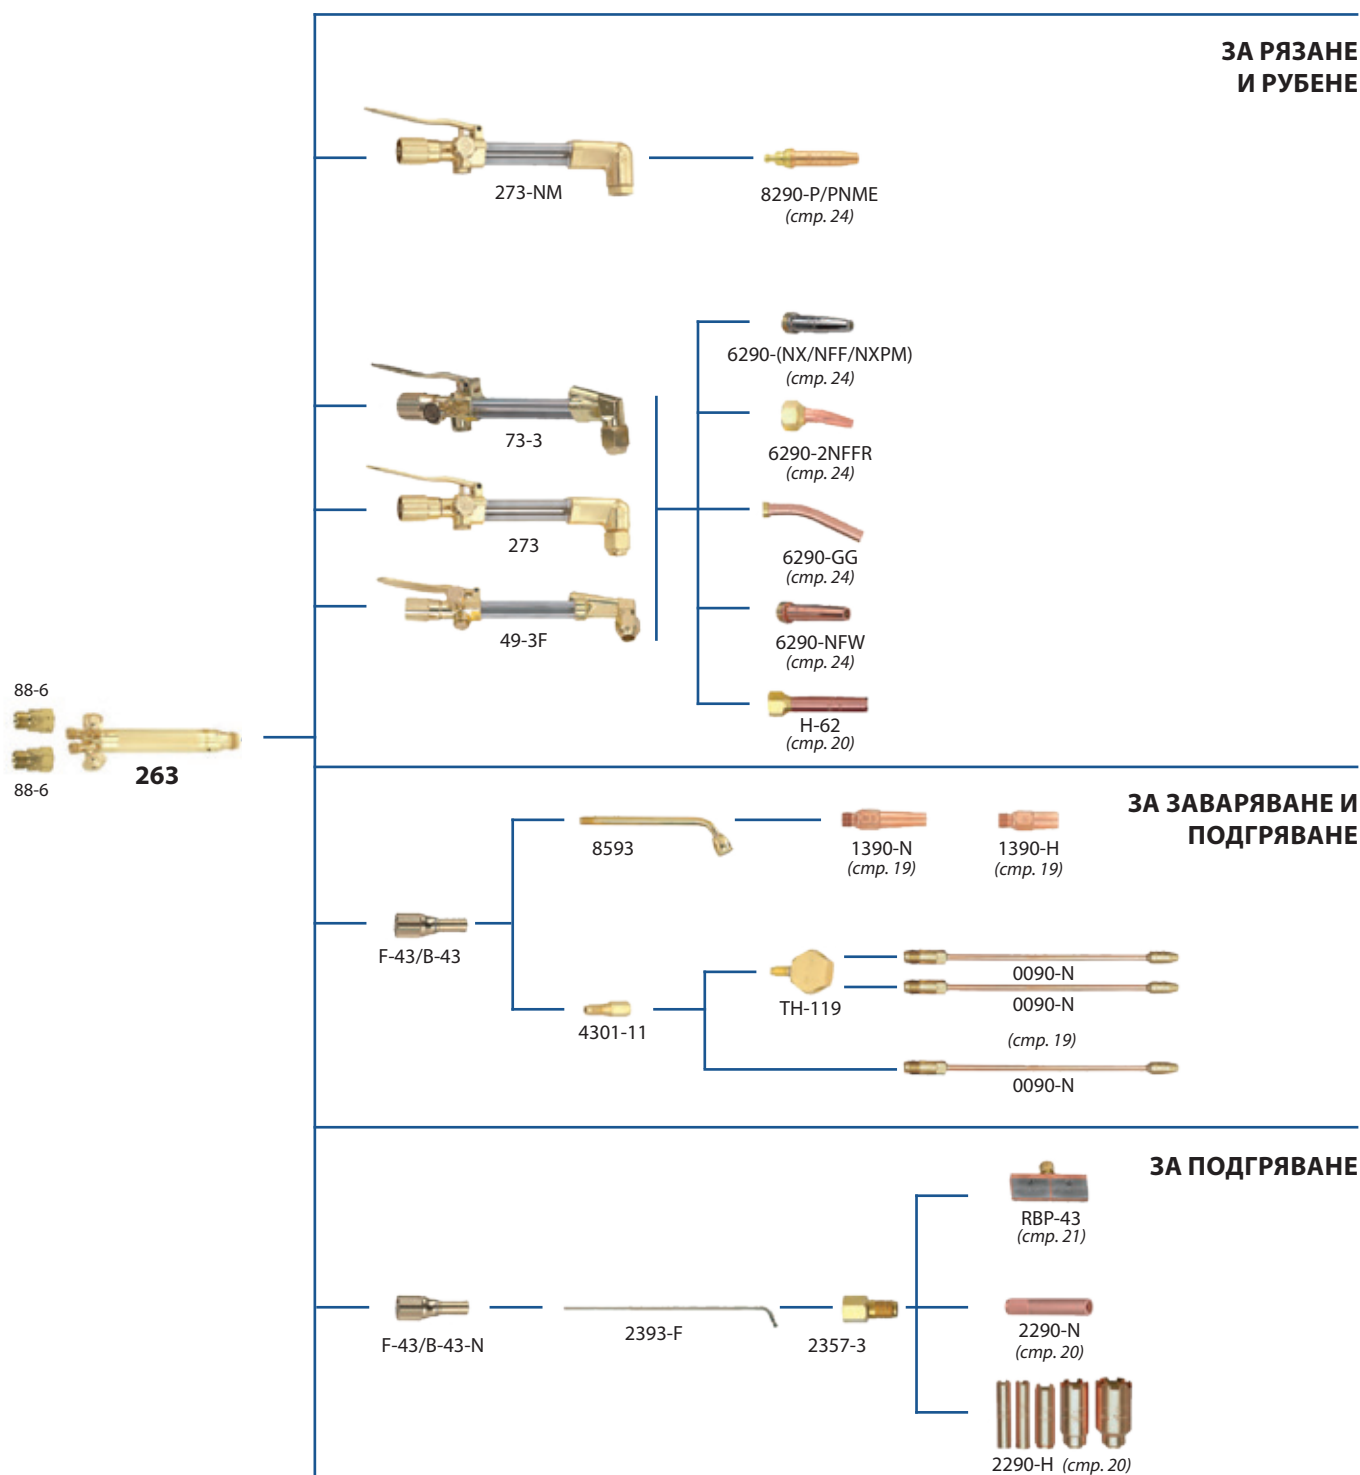 ЗА РЯЗАНЕ
И РУБЕНЕ
273-NM
8290-P/PNME
(стр. 24)
6290-(NX/NFF/NXPM)
(стр. 24)
73-3
6290-2NFFR
(стр. 24)
273
6290-GG
(стр. 24)
49-3F
6290-NFW
(стр. 24)
88-6
H-62
(стр. 20)
263
88-6
ЗА ЗАВАРЯВАНЕ И
ПОДГРЯВАНЕ
8593
1390-N
(стр. 19)
1390-H
(стр. 19)
F-43/B-43
0090-N
TH-119
0090-N
4301-11
(стр. 19)
0090-N
ЗА ПОДГРЯВАНЕ
RBP-43
(стр. 21)
F-43/B-43-N
2393-F
2357-3
2290-N
(стр. 20)
2290-H (стр. 20)